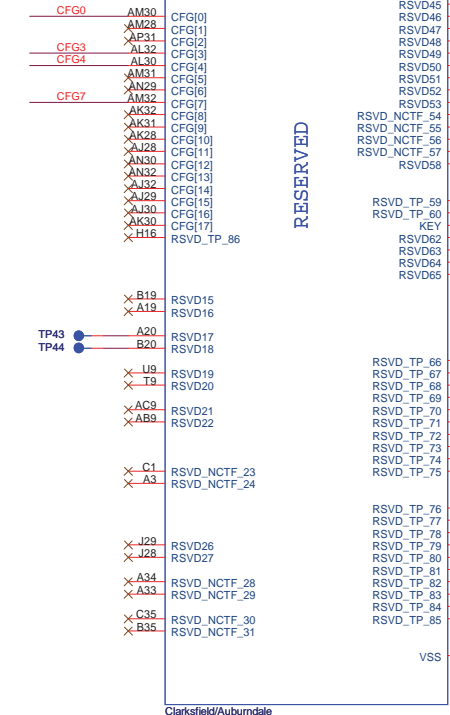 CFG0 AM30 CFG[0]
AM28 CFG[1]
AP31 CFG[2]
CFG3 AL32 CFG[3]
CFG4 AL30 CFG[4]
AM31 CFG[5]
AN29 CFG[6]
CFG7 AM32 CFG[7]
AK32 CFG[8]
AK31 CFG[9]
AK28 CFG[10]
AJ28 CFG[11]
AN30 CFG[12]
AN32 CFG[13]
AJ32 CFG[14]
AJ29 CFG[15]
AJ30 CFG[16]
AK30 CFG[17]
H16 RSVD_TP_86
B19 RSVD15
A19 RSVD16
TP43 A20 RSVD17
TP44 B20 RSVD18
U9 RSVD19
T9 RSVD20
AC9 RSVD21
AB9 RSVD22
C1 RSVD_NCTF_23
A3 RSVD_NCTF_24
J29 RSVD26
J28 RSVD27
A34 RSVD_NCTF_28
A33 RSVD_NCTF_29
C35 RSVD_NCTF_30
B35 RSVD_NCTF_31
RESERVED
RSVD45
RSVD46
RSVD47
RSVD48
RSVD49
RSVD50
RSVD51
RSVD52
RSVD53
RSVD_NCTF_54
RSVD_NCTF_55
RSVD_NCTF_56
RSVD_NCTF_57
RSVD58
RSVD_TP_59
RSVD_TP_60
KEY
RSVD62
RSVD63
RSVD64
RSVD65
RSVD_TP_66
RSVD_TP_67
RSVD_TP_68
RSVD_TP_69
RSVD_TP_70
RSVD_TP_71
RSVD_TP_72
RSVD_TP_73
RSVD_TP_74
RSVD_TP_75
RSVD_TP_76
RSVD_TP_77
RSVD_TP_78
RSVD_TP_79
RSVD_TP_80
RSVD_TP_81
RSVD_TP_82
RSVD_TP_83
RSVD_TP_84
RSVD_TP_85
VSS
Clarksfield/Auburndale